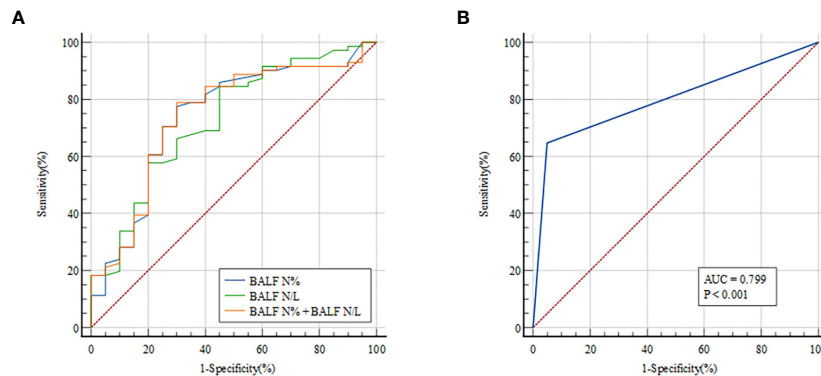 A
B
100
80
60
40
20
0
Sensitivity(%)
BALF N%
BALF N/L
BALF N% + BALF N/L
0 20 40 60 80 100
1-Specificity(%)
100
80
60
40
20
0
Sensitivity(%)
AUC = 0.799
P < 0.001
0 20 40 60 80 100
1-Specificity(%)